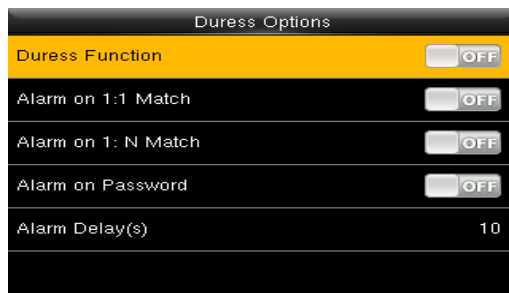 Duress Options
Duress Function OFF
Alarm on 1:1 Match OFF
Alarm on 1: N Match OFF
Alarm on Password OFF
Alarm Delay(s) 10